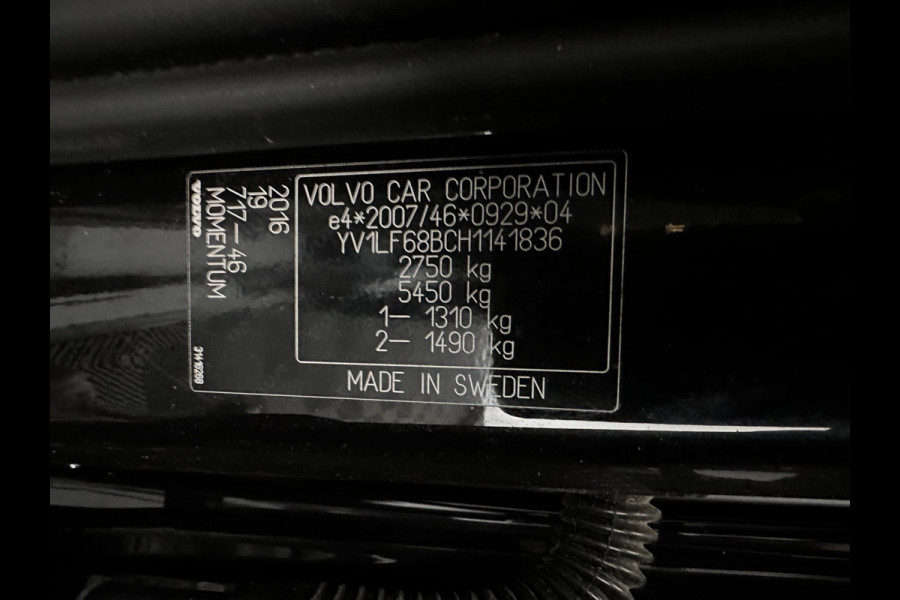 VOLVO CAR CORPORATION
e4*2007/46*0929*04
YV1LF68BCH1141836
2750 kg
5450 kg
1— 1310 kg
2— 1490 kg
MADE IN SWEDEN
2016
19
717—46
MOMENTUM
VOLVO